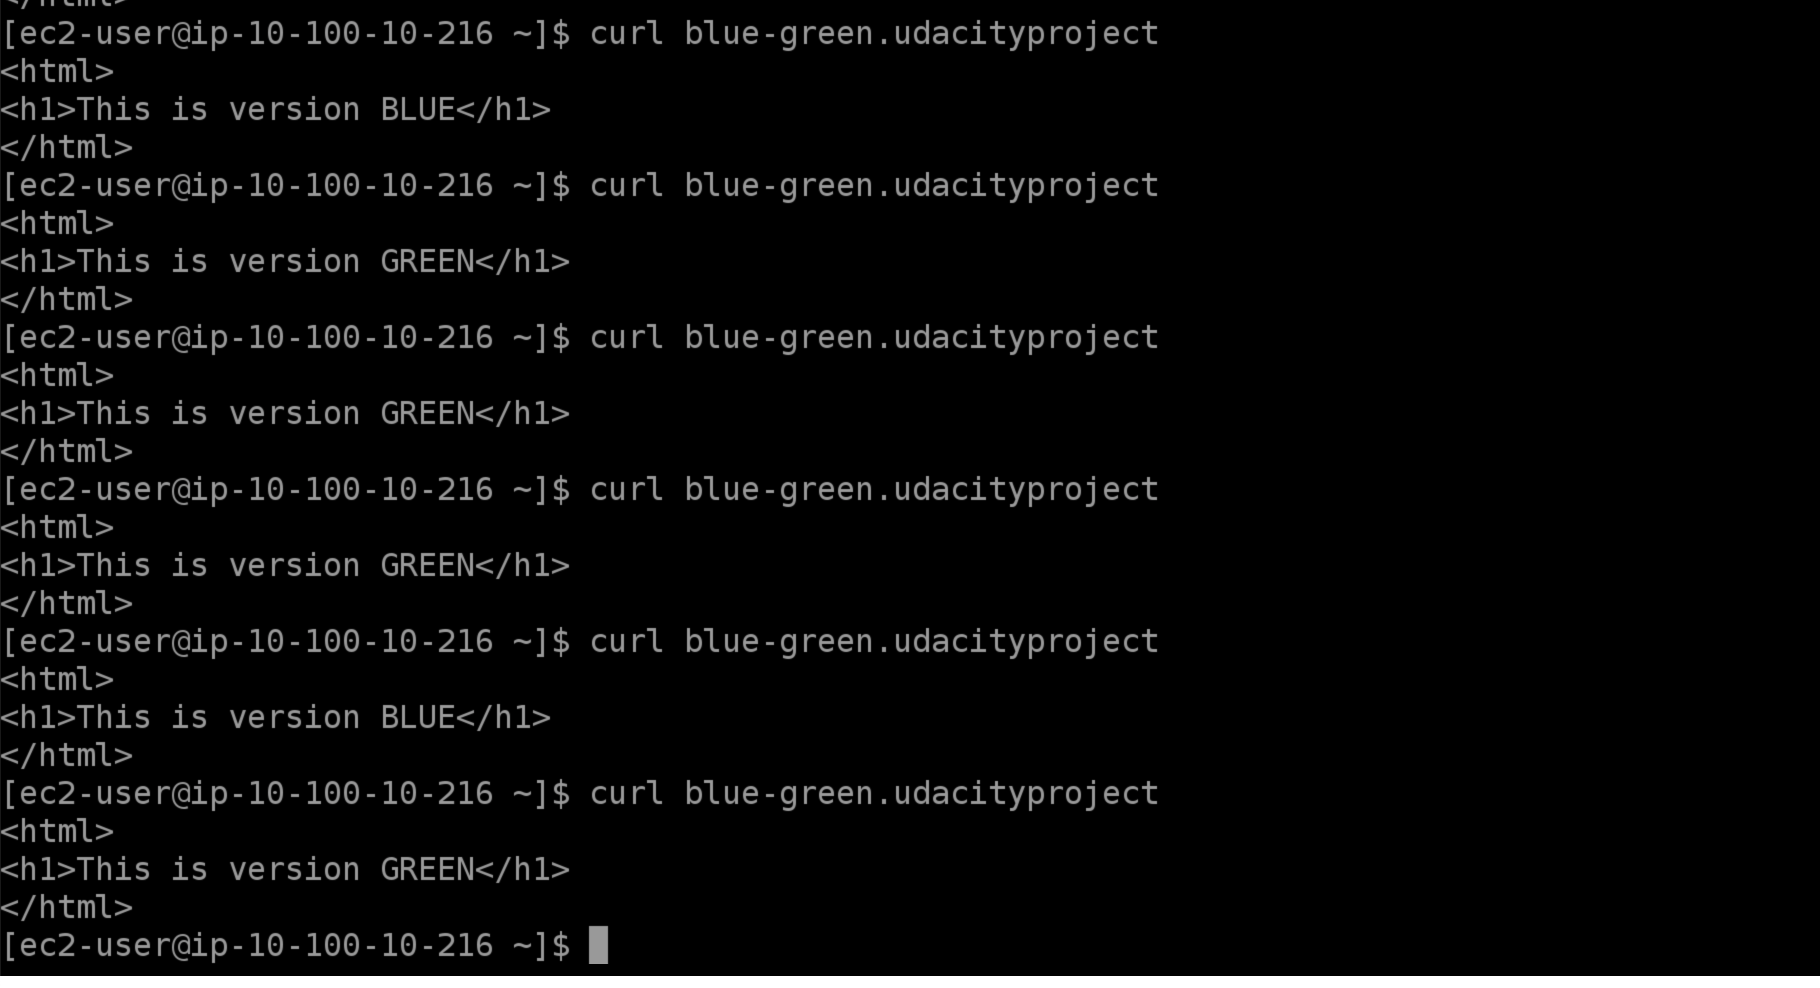 </html>
[ec2-user@ip-10-100-10-216 ~]$ curl blue-green.udacityproject
<html>
<h1>This is version BLUE</h1>
</html>
[ec2-user@ip-10-100-10-216 ~]$ curl blue-green.udacityproject
<html>
<h1>This is version GREEN</h1>
</html>
[ec2-user@ip-10-100-10-216 ~]$ curl blue-green.udacityproject
<html>
<h1>This is version GREEN</h1>
</html>
[ec2-user@ip-10-100-10-216 ~]$ curl blue-green.udacityproject
<html>
<h1>This is version GREEN</h1>
</html>
[ec2-user@ip-10-100-10-216 ~]$ curl blue-green.udacityproject
<html>
<h1>This is version BLUE</h1>
</html>
[ec2-user@ip-10-100-10-216 ~]$ curl blue-green.udacityproject
<html>
<h1>This is version GREEN</h1>
</html>
[ec2-user@ip-10-100-10-216 ~]$